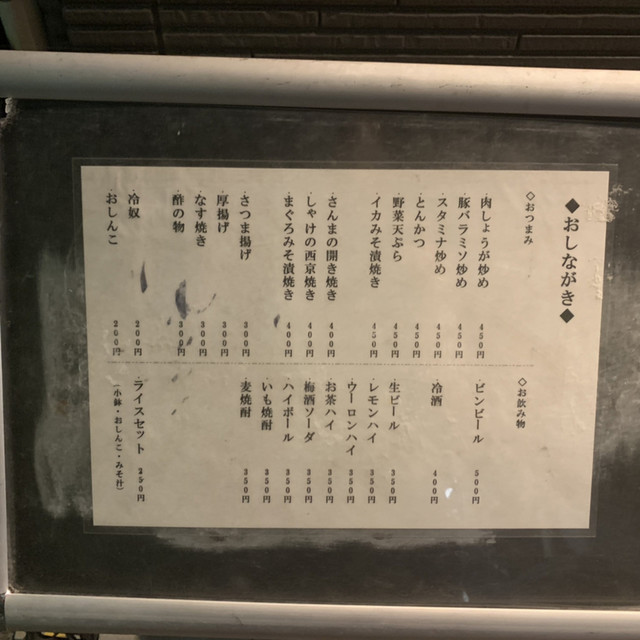 ◆おしながき◆
◇おつまみ
・肉しょうが炒め 450円
・豚バラミソ炒め 450円
・スタミナ炒め 450円
・とんかつ 450円
・野菜天ぷら 450円
・イカみそ漬焼き 450円
・さんまの開き焼き 400円
・しゃけの西京焼き 400円
・まぐろみそ漬焼き 400円
・さつま揚げ 300円
・厚揚げ 300円
・なす焼き 300円
・酢の物 300円
・冷奴 200円
・おしんこ 200円
◇お飲み物
・ビンビール 500円
・冷酒 400円
・生ビール 350円
・レモンハイ 350円
・ウーロンハイ 350円
・お茶ハイ 350円
・梅酒ソーダ 350円
・ハイボール 350円
・いも焼酎 350円
・麦焼酎 350円
・ライスセット 250円
(小鉢・おしんこ・みそ汁)